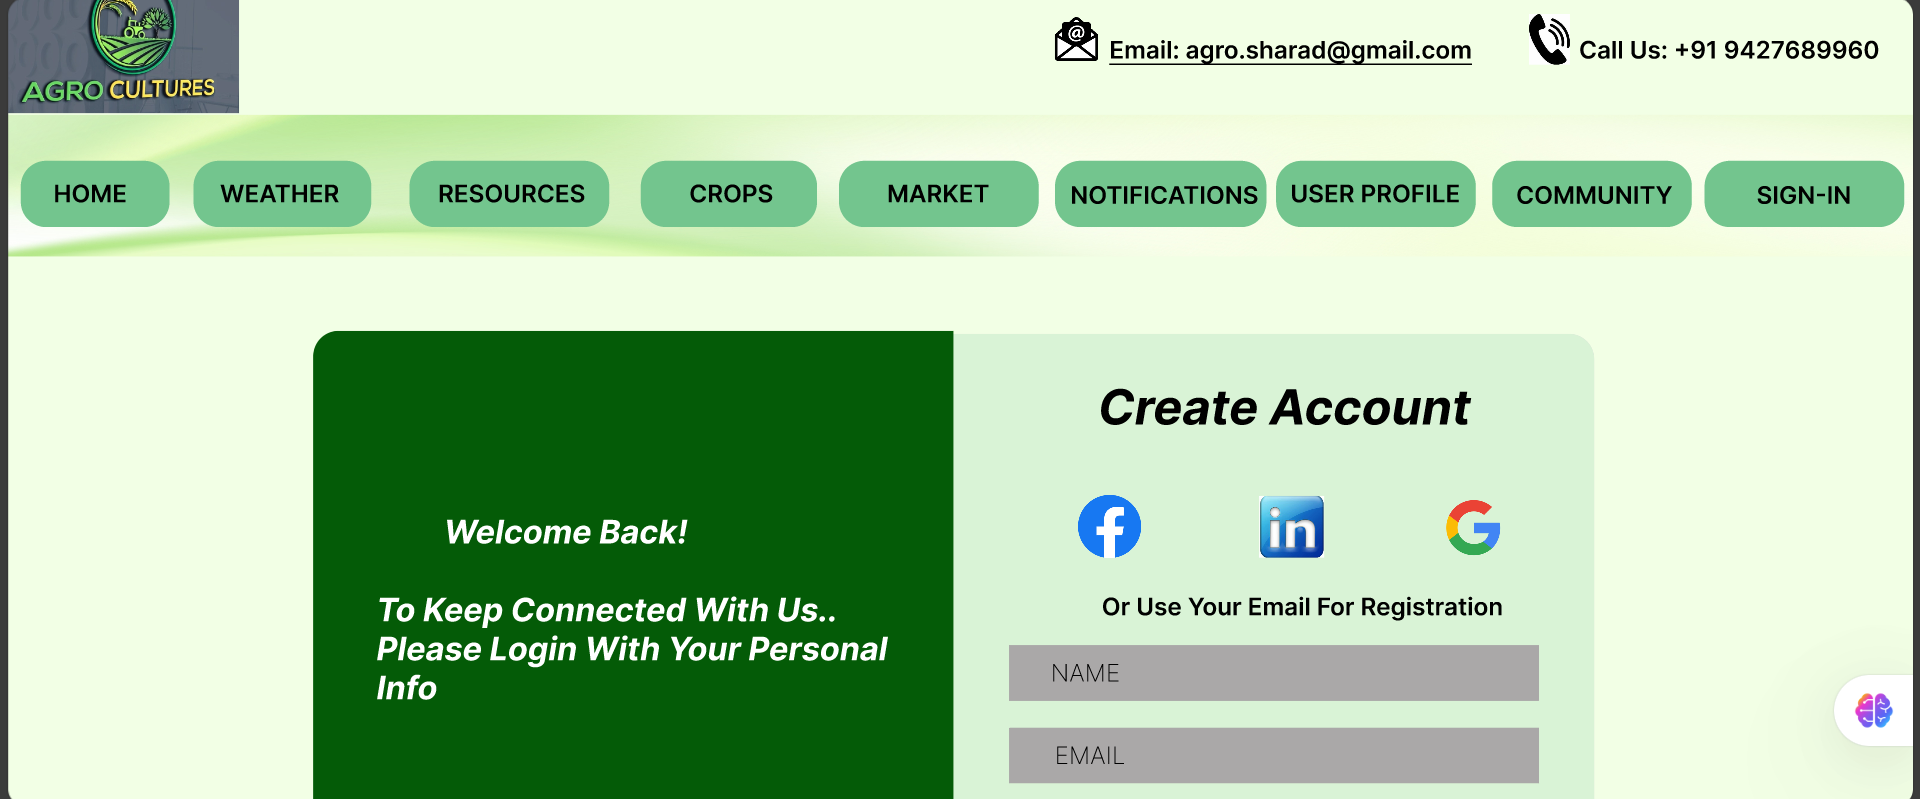 AGRO CULTURES
Email: agro.sharad@gmail.com
Call Us: +91 9427689960
HOME
WEATHER
RESOURCES
CROPS
MARKET
NOTIFICATIONS
USER PROFILE
COMMUNITY
SIGN-IN
Welcome Back!
To Keep Connected With Us..
Please Login With Your Personal
Info
Create Account
in
Or Use Your Email For Registration
NAME
EMAIL